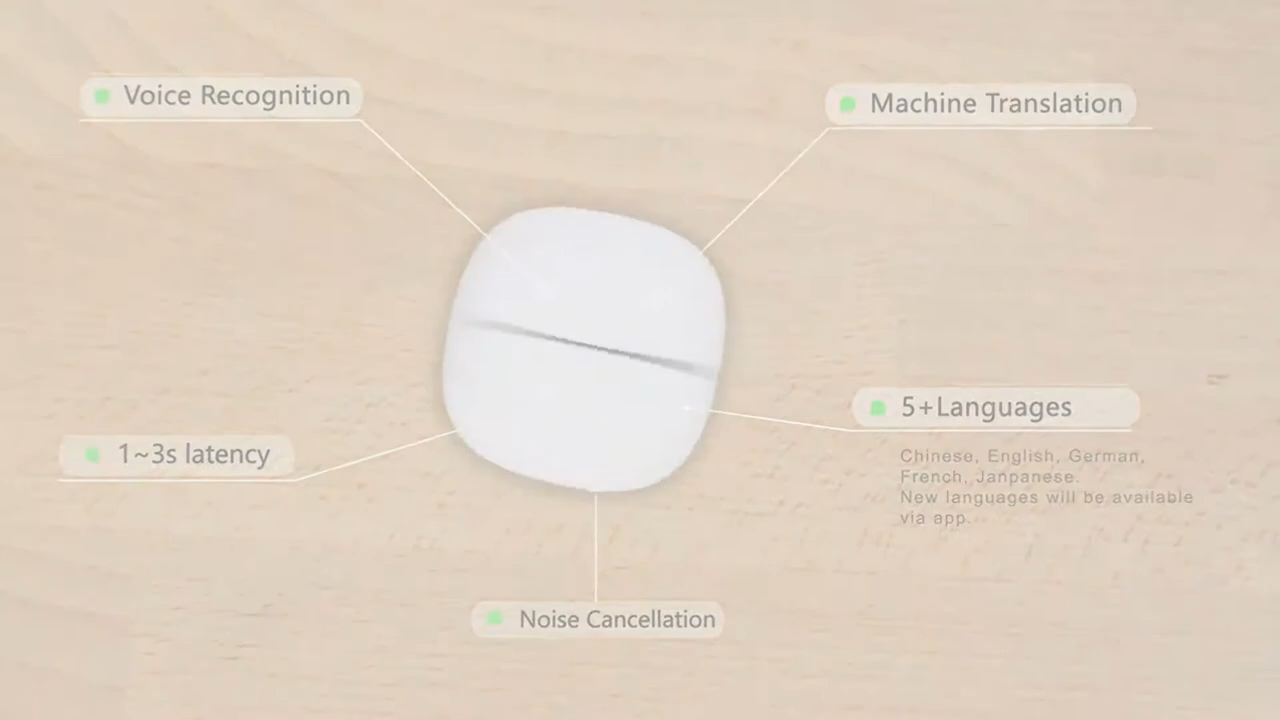 Voice Recognition
Machine Translation
5+Languages
Chinese, English, German,
French, Janpanese.
New languages will be available
via app.
1~3s latency
Noise Cancellation